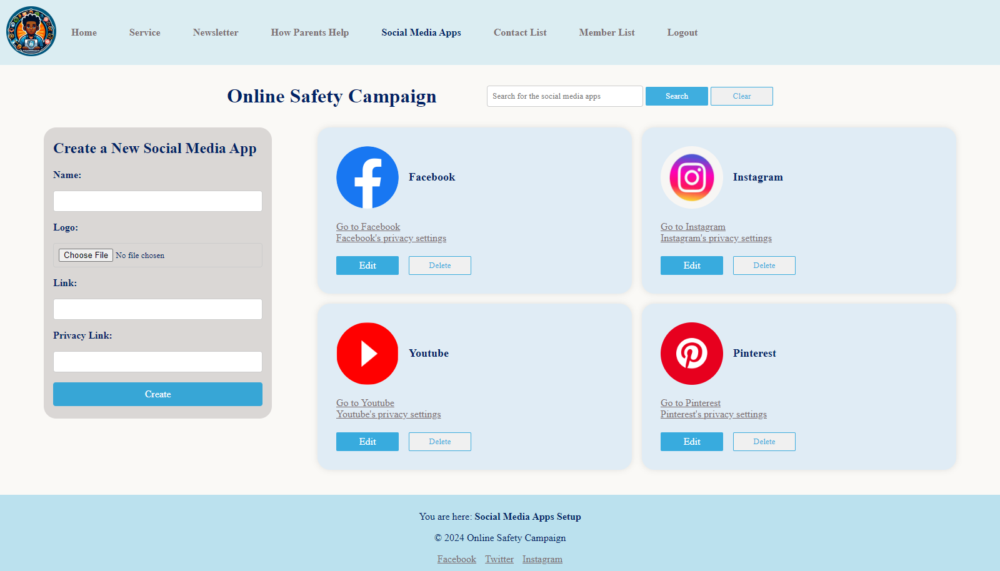 Home Service Newsletter How Parents Help Social Media Apps Contact List Member List Logout
Online Safety Campaign
Search for the social media apps Search Clear
Create a New Social Media App
Name:
Logo:
Choose File No file chosen
Link:
Privacy Link:
Create
Facebook
Go to Facebook
Facebook's privacy settings
Edit Delete
Instagram
Go to Instagram
Instagram's privacy settings
Edit Delete
Youtube
Go to Youtube
Youtube's privacy settings
Edit Delete
Pinterest
Go to Pinterest
Pinterest's privacy settings
Edit Delete
You are here: Social Media Apps Setup
© 2024 Online Safety Campaign
Facebook Twitter Instagram